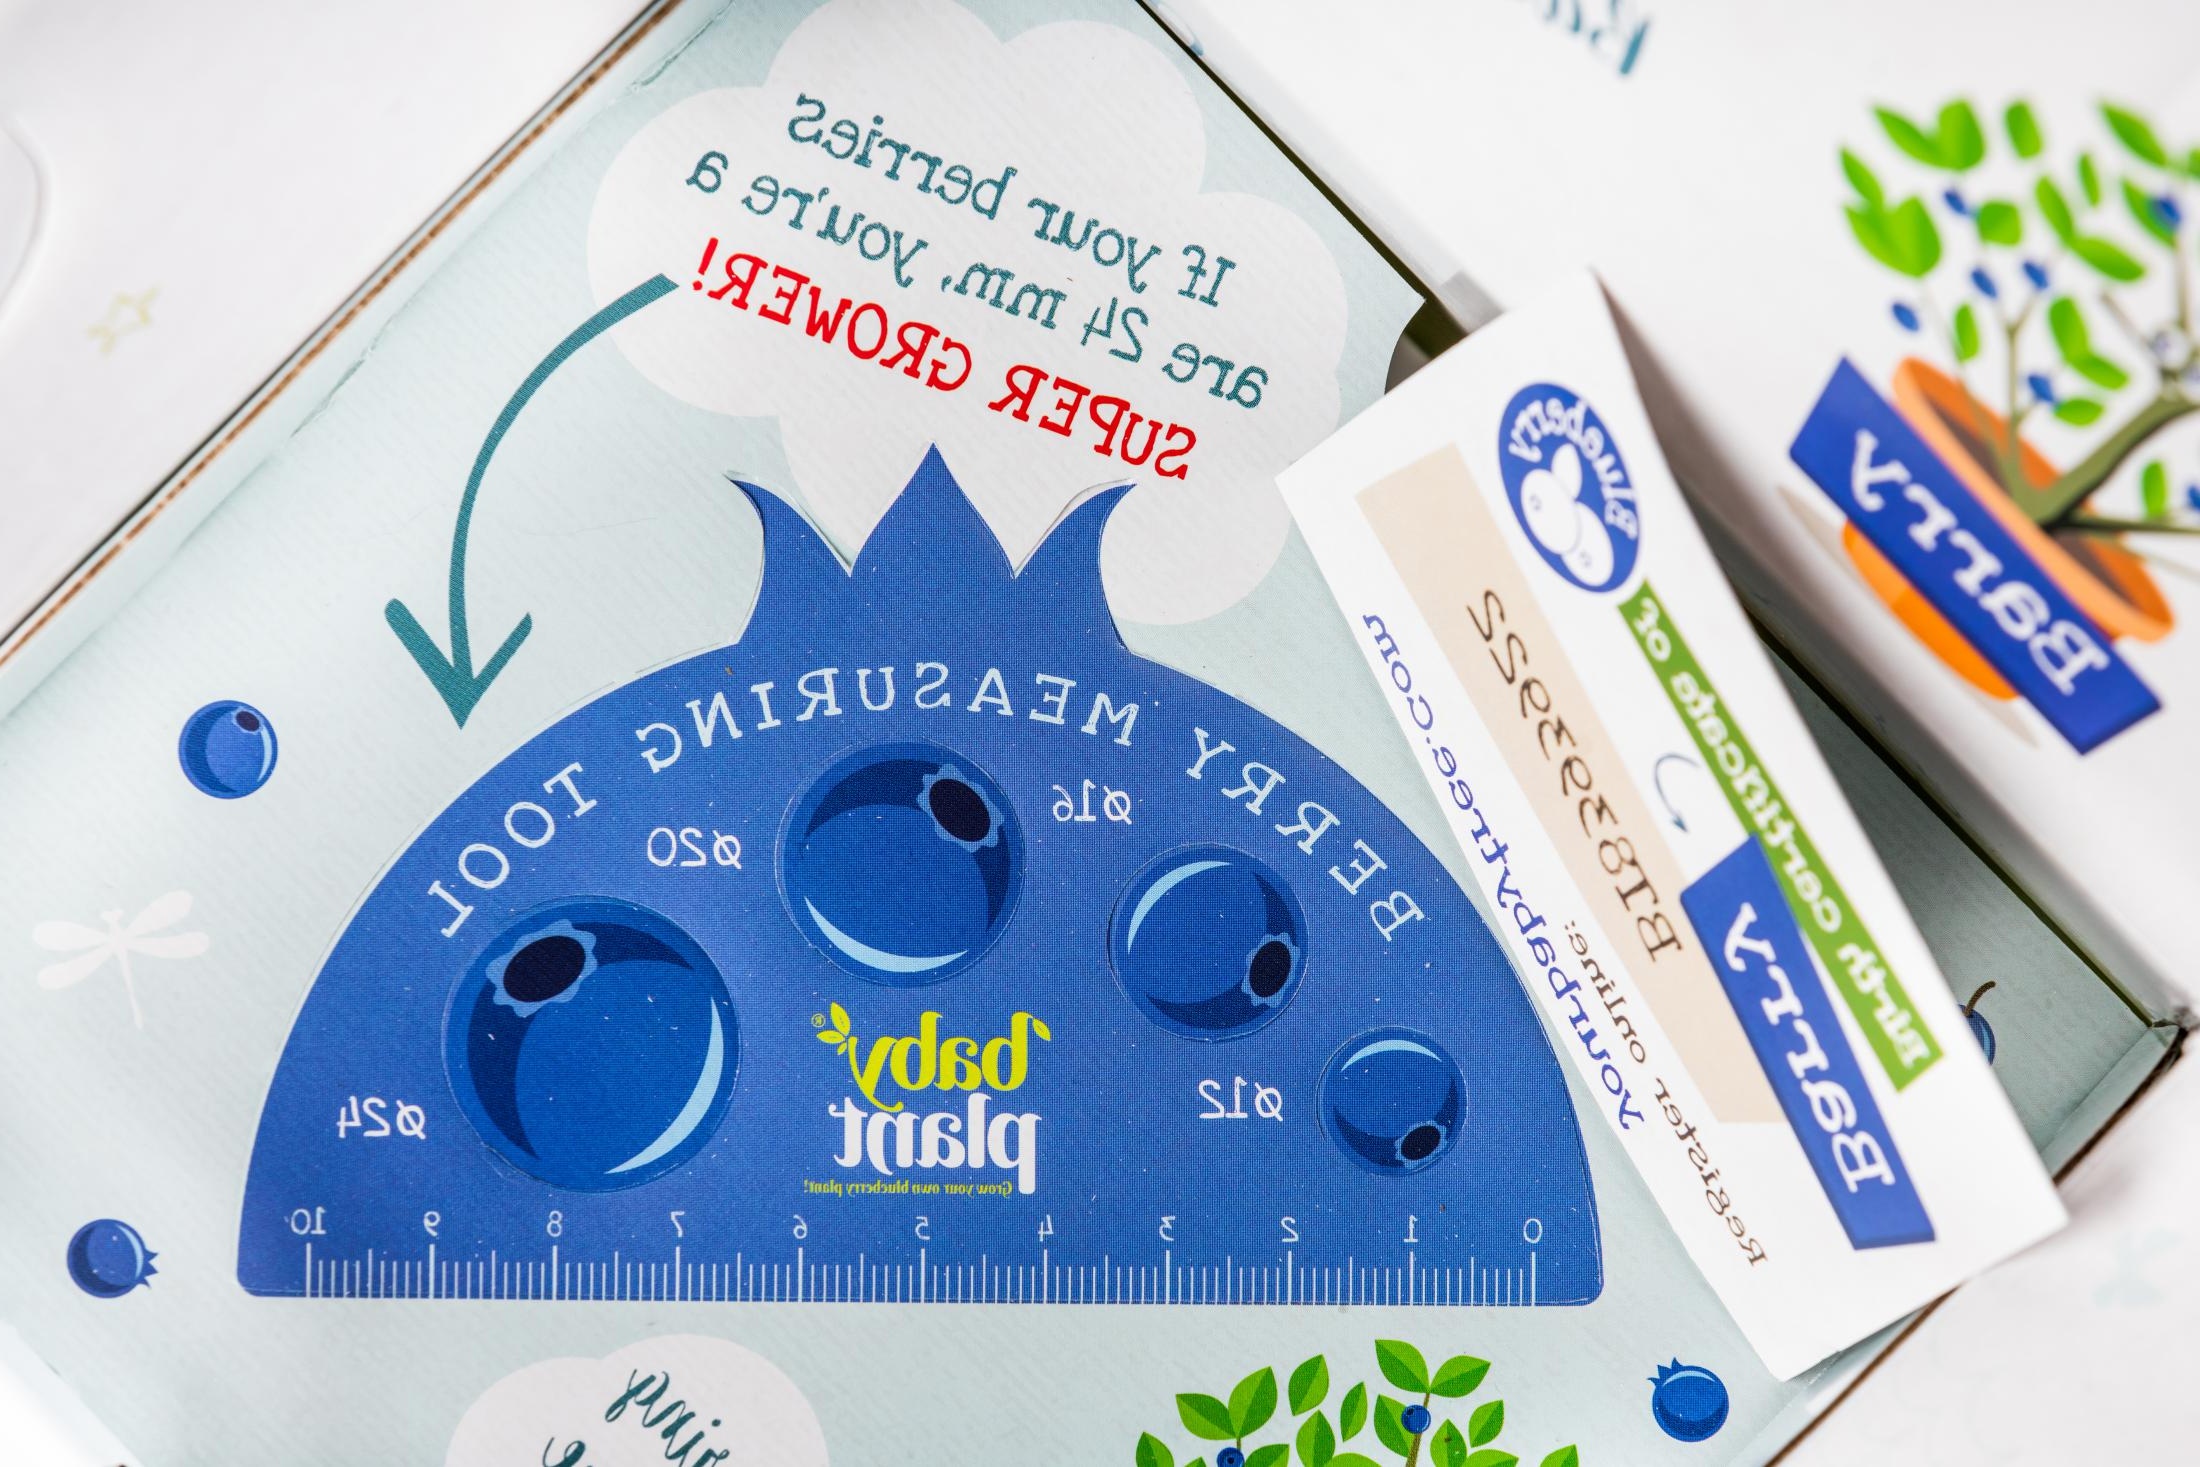 If your berries
are 24 mm, you're a
SUPER GROWER!
BERRY MEASURING TOOL
ø12
ø16
ø20
ø24
baby
plant
®
Grow your own blueberry plant!
0 1 2 3 4 5 6 7 8 9 10
Blueberry
Birth certificate of
Barry
Register online:
yourbabytree.com
Barry